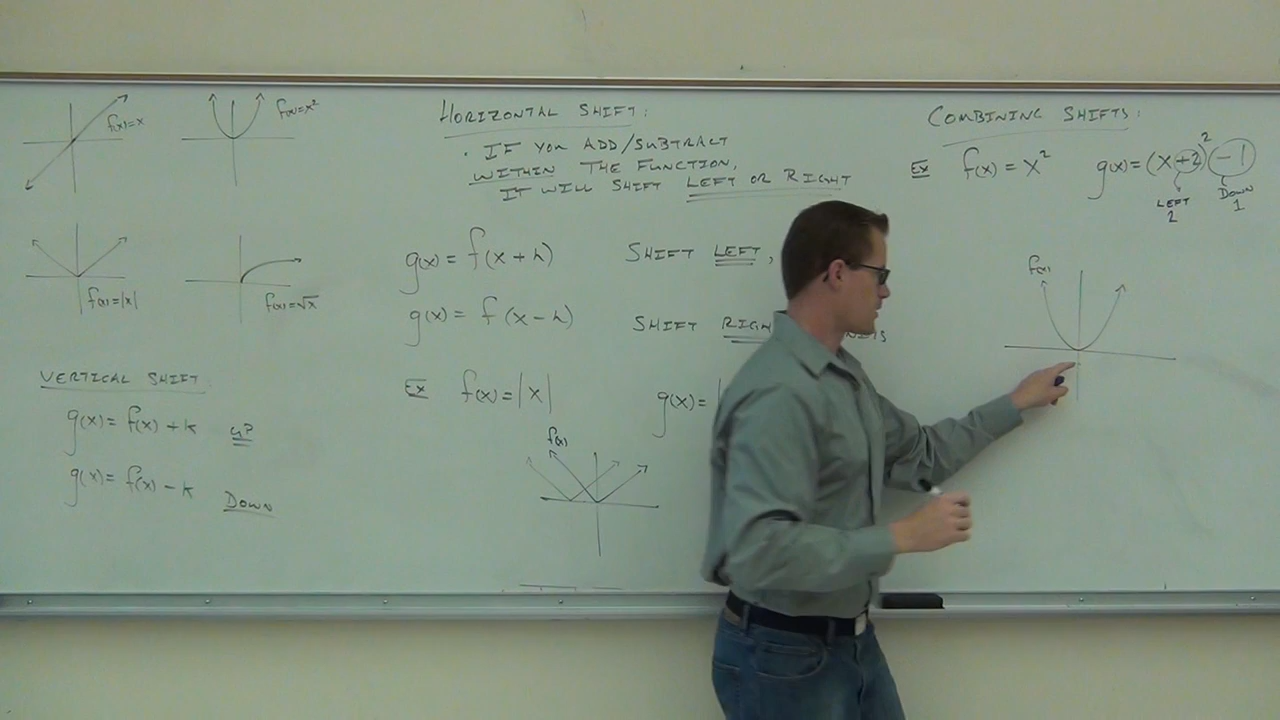 f(x)=x
f(x)=x²
f(x)=|x|
f(x)=√x
VERTICAL SHIFT
g(x)= f(x)+k UP
g(x)= f(x)-k DOWN
HORIZONTAL SHIFT:
• IF YOU ADD/SUBTRACT
WITHIN THE FUNCTION,
IT WILL SHIFT LEFT OR RIGHT
g(x)= f(x+h) SHIFT LEFT,
g(x)= f(x-h) SHIFT
EX f(x)=|x| g(x)=
f(x)
COMBINING SHIFTS:
EX f(x)=x² g(x)=(x+2)²-1
LEFT DOWN
2 1
f(x)